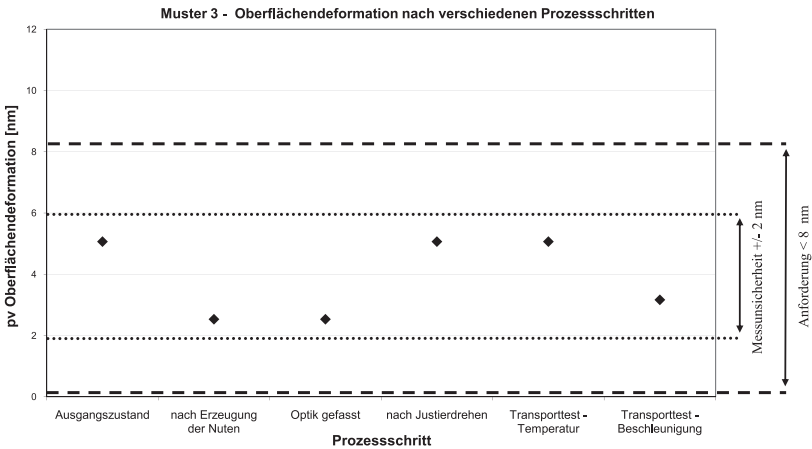 Muster 3 - Oberflächendeformation nach verschiedenen Prozessschritten
pv Oberflächendeformation [nm]
12
10
8
6
4
2
0
Ausgangszustand
nach Erzeugung
der Nuten
Optik gefasst
nach Justierdrehen
Transporttest -
Temperatur
Transporttest -
Beschleunigung
Prozessschritt
Messunsicherheit +/- 2 nm
Anforderung < 8 nm